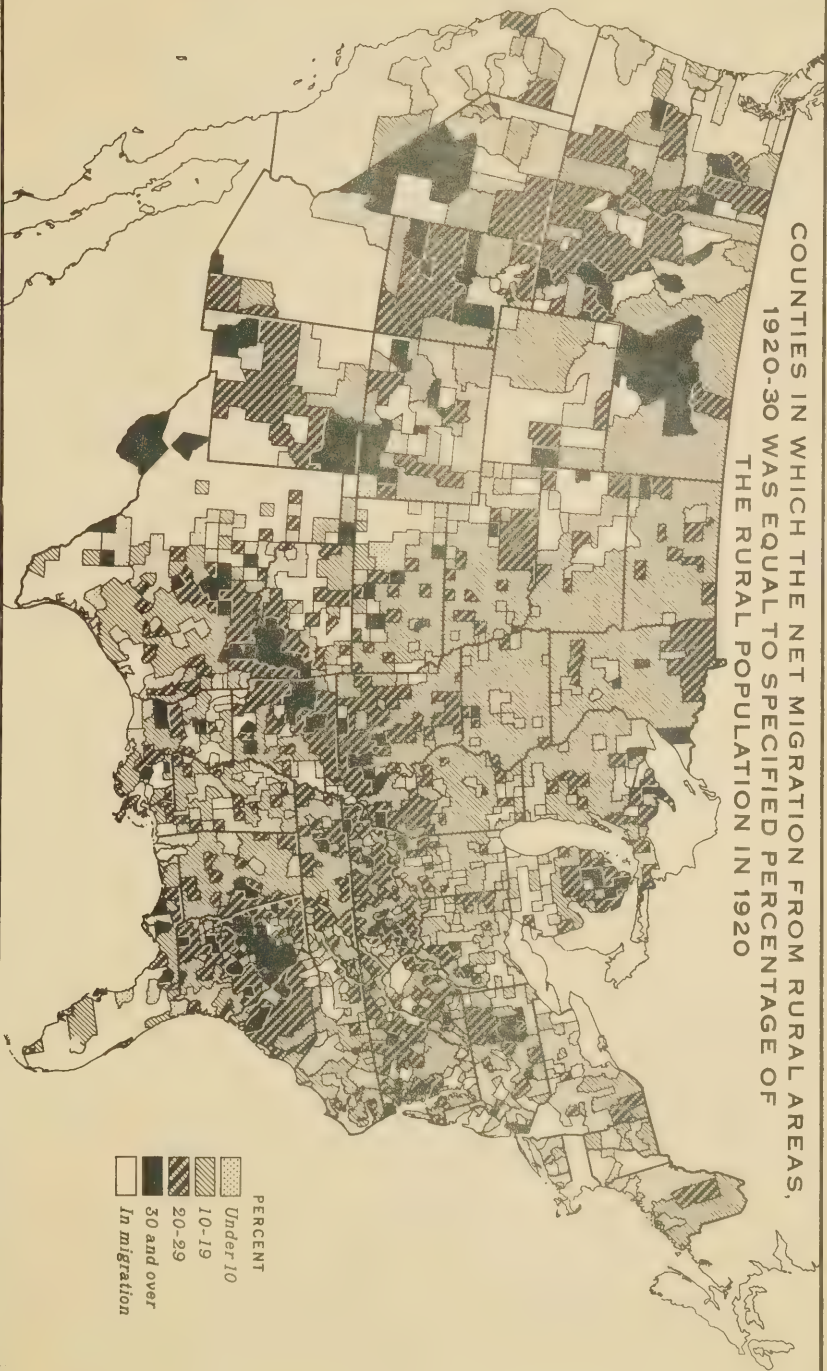 COUNTIES IN WHICH THE NET MIGRATION FROM RURAL AREAS,
1920-30 WAS EQUAL TO SPECIFIED PERCENTAGE OF
THE RURAL POPULATION IN 1920
PERCENT
Under 10
10-19
20-29
30 and over
In migration